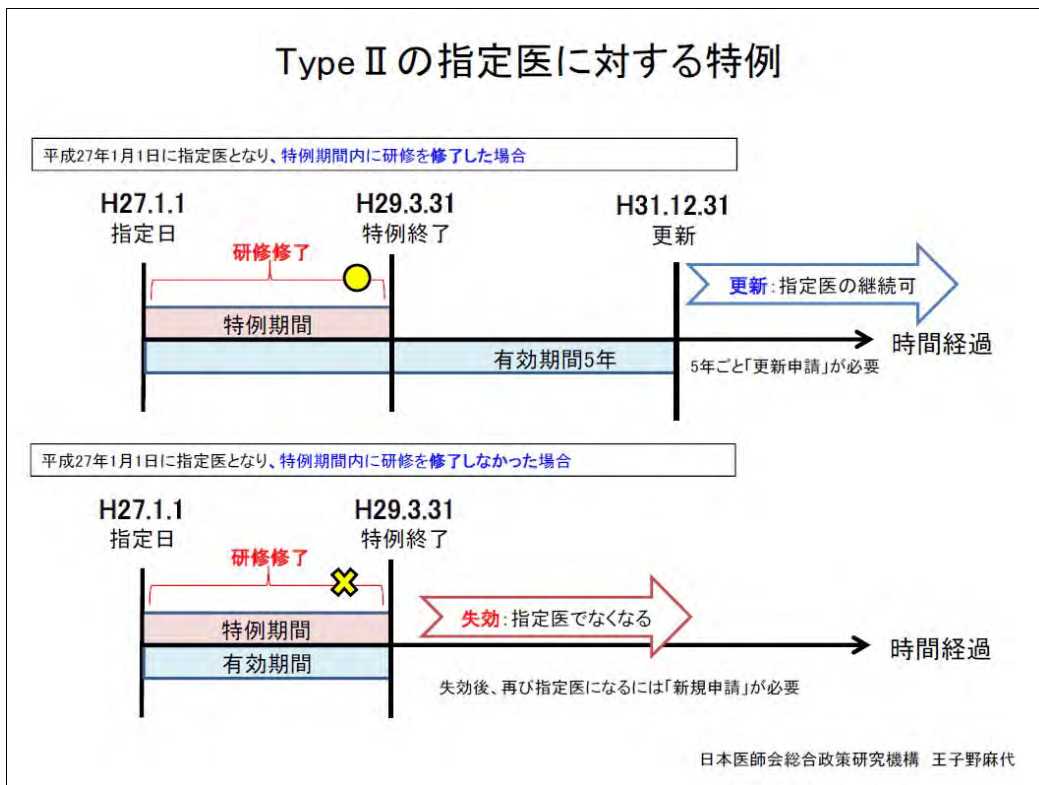 Type Ⅱの指定医に対する特例
平成27年1月1日に指定医となり、特例期間内に研修を修了した場合
H27.1.1
指定日
H29.3.31
特例終了
H31.12.31
更新
研修修了
更新：指定医の継続可
特例期間
時間経過
有効期間5年
5年ごと「更新申請」が必要
平成27年1月1日に指定医となり、特例期間内に研修を修了しなかった場合
H27.1.1
指定日
H29.3.31
特例終了
研修修了
失効：指定医でなくなる
特例期間
時間経過
有効期間
失効後、再び指定医になるには「新規申請」が必要
日本医師会総合政策研究機構　王子野麻代